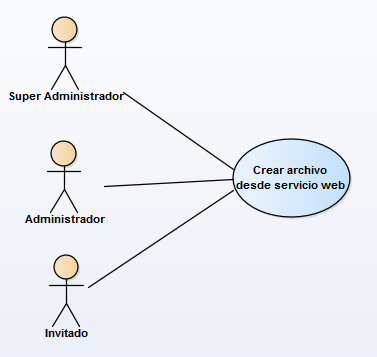 Super Administrador
Crear archivo
desde servicio web
Administrador
Invitado